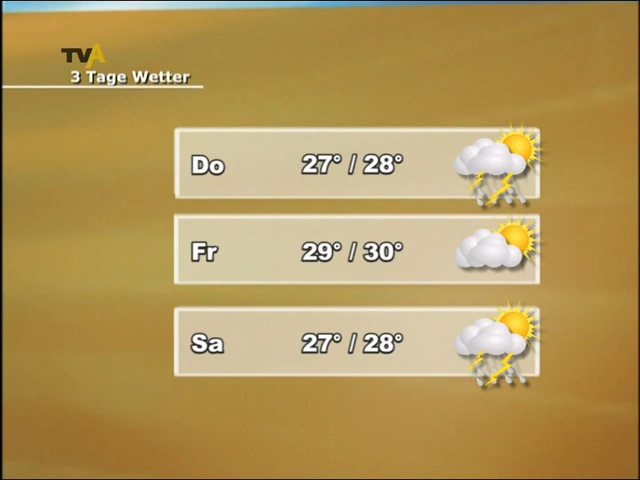 TVA
3 Tage Wetter
Do 27° / 28°
Fr 29° / 30°
Sa 27° / 28°